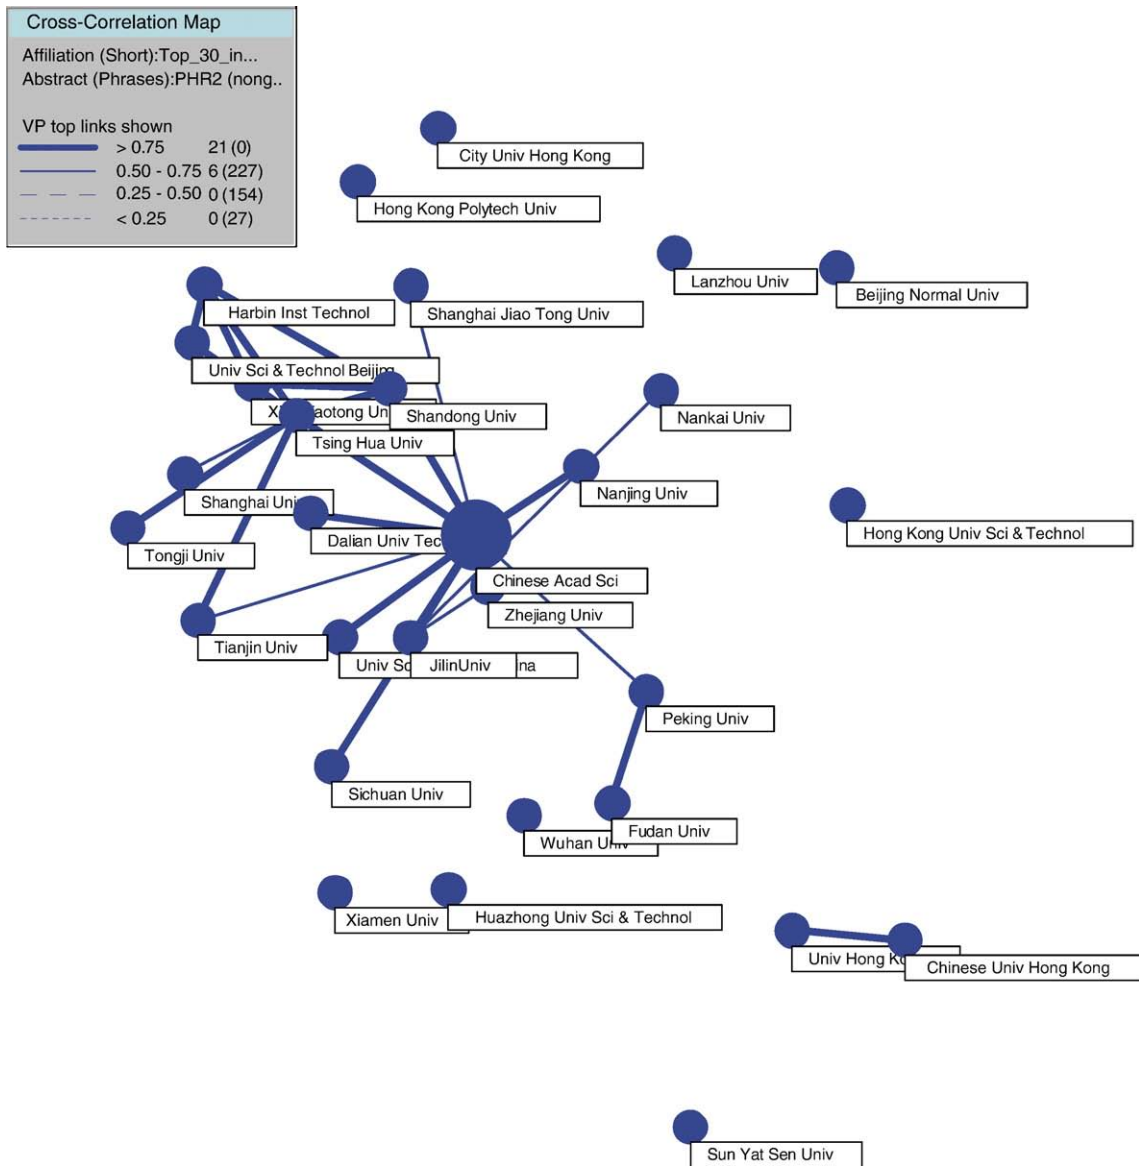 Cross-Correlation Map
Affiliation (Short):Top_30_in...
Abstract (Phrases):PHR2 (nong..
VP top links shown
> 0.75 21 (0)
0.50 - 0.75 6 (227)
0.25 - 0.50 0 (154)
< 0.25 0 (27)
City Univ Hong Kong
Hong Kong Polytech Univ
Lanzhou Univ
Beijing Normal Univ
Harbin Inst Technol
Shanghai Jiao Tong Univ
Univ Sci & Technol Beijing
Shandong Univ
Nankai Univ
Tsing Hua Univ
Nanjing Univ
Shanghai Univ
Hong Kong Univ Sci & Technol
Dalian Univ Tec
Tongji Univ
Chinese Acad Sci
Zhejiang Univ
Tianjin Univ
Univ
JilinUniv
Peking Univ
Sichuan Univ
Fudan Univ
Wuhan Univ
Xiamen Univ
Huazhong Univ Sci & Technol
Univ Hong
Chinese Univ Hong Kong
Sun Yat Sen Univ